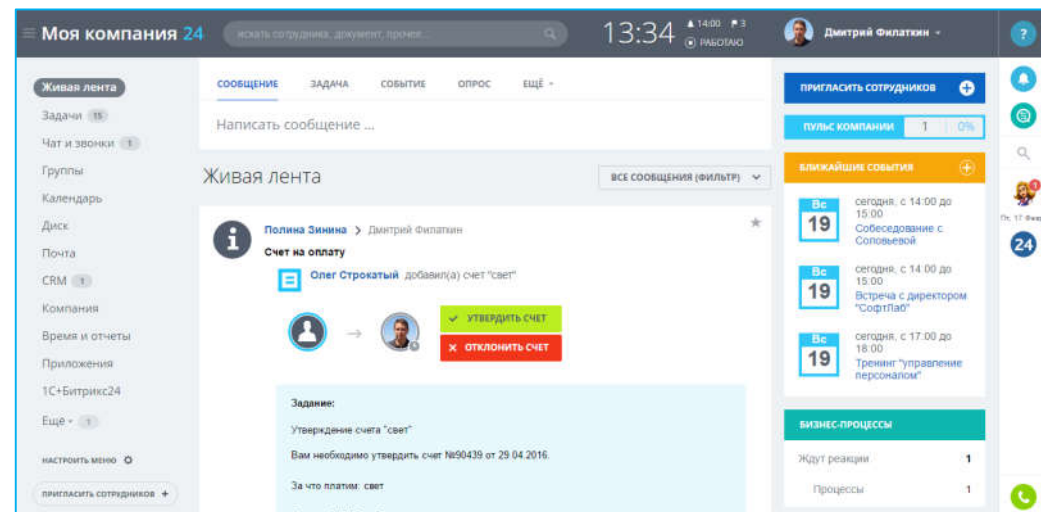 Моя компания 24
искать сотрудника, документ, прочее...
13:34
14:00 3
РАБОТАЮ
Дмитрий Филаткин
?
Живая лента
Задачи 15
Чат и звонки 1
Группы
Календарь
Диск
Почта
CRM 1
Компания
Время и отчеты
Приложения
1С+Битрикс24
Ещё 1
НАСТРОИТЬ МЕНЮ
ПРИГЛАСИТЬ СОТРУДНИКОВ +
СООБЩЕНИЕ ЗАДАЧА СОБЫТИЕ ОПРОС ЕЩЁ
Написать сообщение ...
Живая лента
ВСЕ СООБЩЕНИЯ (ФИЛЬТР)
Полина Зинина > Дмитрий Филаткин
Счет на оплату
Олег Строкатый добавил(а) счет "свет"
УТВЕРДИТЬ СЧЕТ
ОТКЛОНИТЬ СЧЕТ
Задание:
Утверждение счета "свет"
Вам необходимо утвердить счет №90439 от 29.04.2016.
За что платим: свет
ПРИГЛАСИТЬ СОТРУДНИКОВ
ПУЛЬС КОМПАНИИ 1 0%
БЛИЖАЙШИЕ СОБЫТИЯ
Вс
19
сегодня, с 14:00 до
15:00
Собеседование с
Соловьевой
Вс
19
сегодня, с 14:00 до
15:00
Встреча с директором
"СофтЛаб"
Вс
19
сегодня, с 17:00 до
18:00
Тренинг "управление
персоналом"
БИЗНЕС-ПРОЦЕССЫ
Ждут реакции 1
Процессы 1
1
Пт, 17 Фев
24